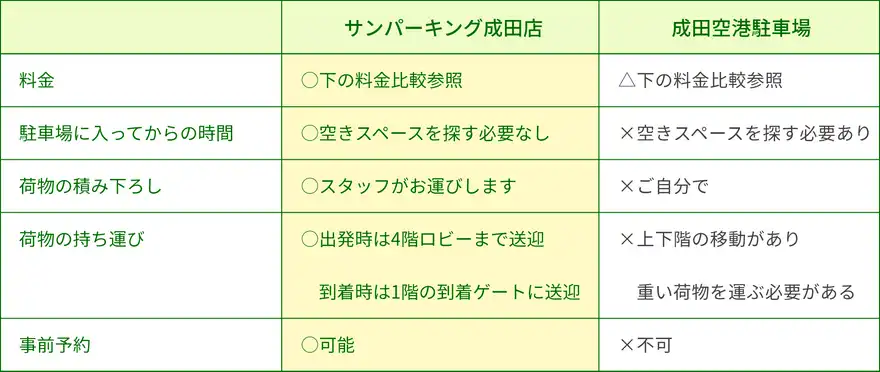 サンパーキング成田店 成田空港駐車場
料金 ○下の料金比較参照 △下の料金比較参照
駐車場に入ってからの時間 ○空きスペースを探す必要なし ×空きスペースを探す必要あり
荷物の積み下ろし ○スタッフがお運びします ×ご自分で
荷物の持ち運び ○出発時は4階ロビーまで送迎 ×上下階の移動があり
到着時は1階の到着ゲートに送迎 重い荷物を運ぶ必要がある
事前予約 ○可能 ×不可